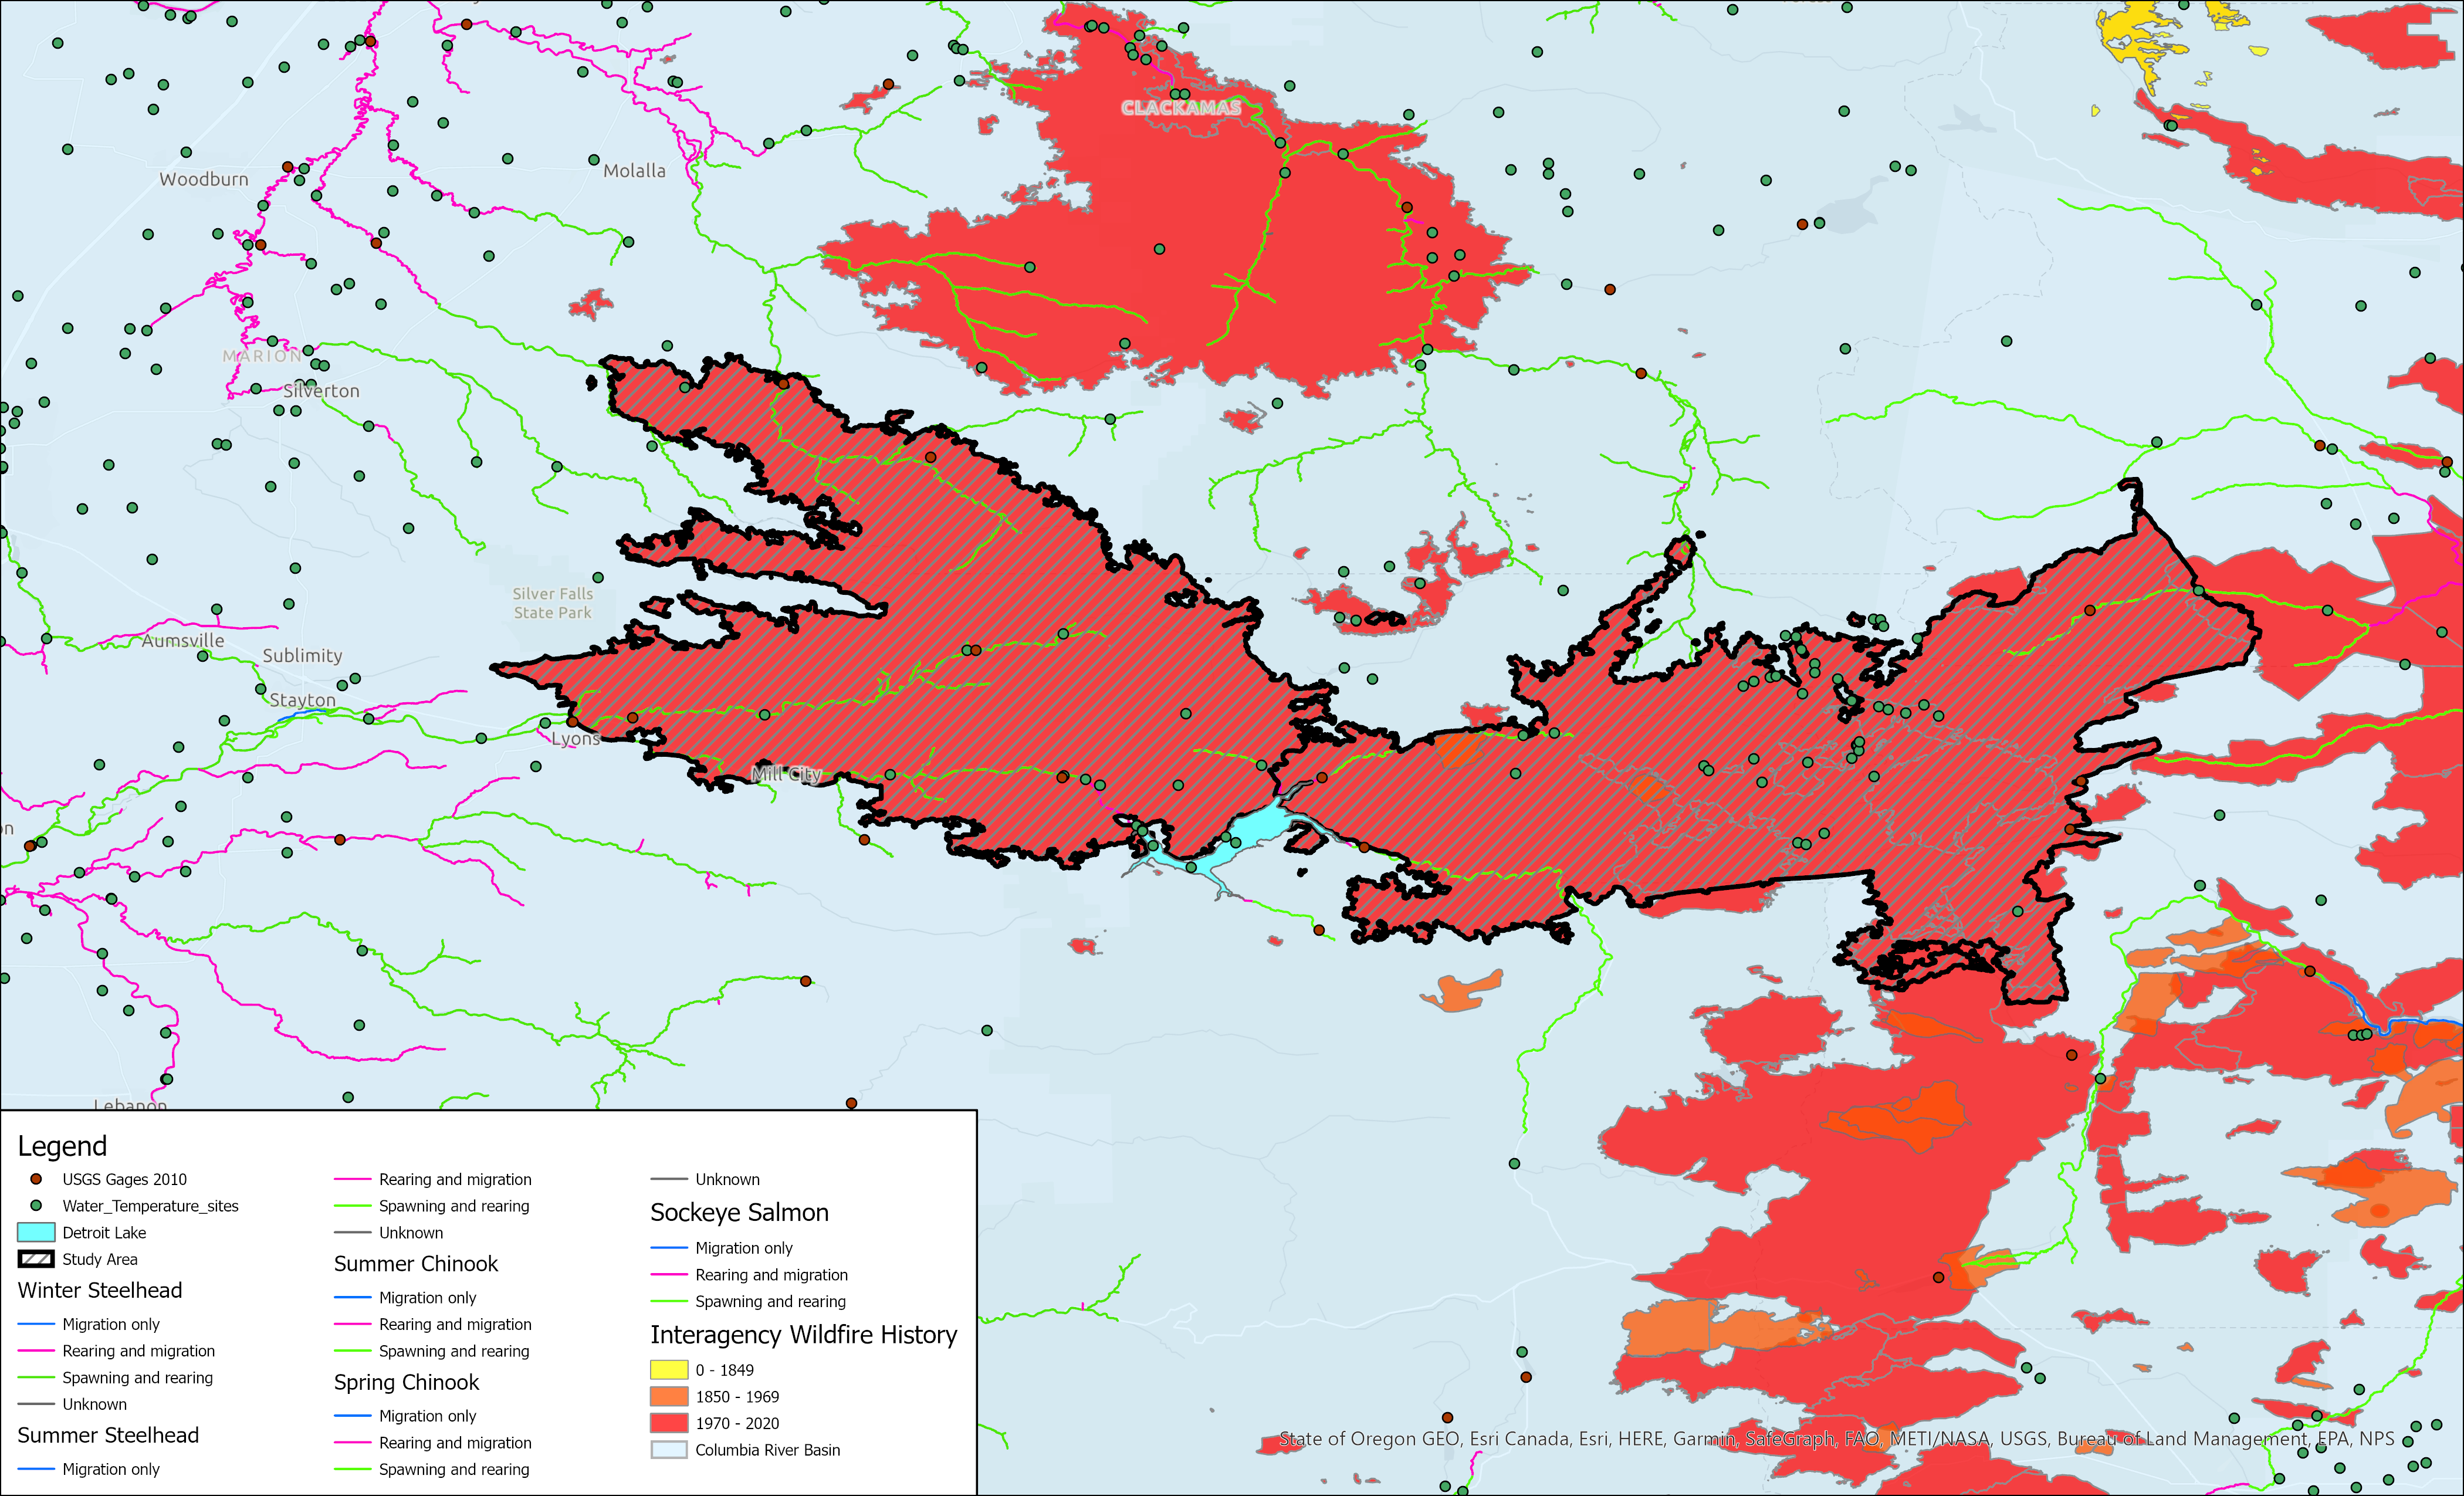 CLACKAMAS
Woodburn
Molalla
MARION
Silverton
Silver Falls
State Park
Aumsville
Sublimity
Stayton
Lyons
Mill City
Lebanon
Legend
USGS Gages 2010
Water_Temperature_sites
Detroit Lake
Study Area
Winter Steelhead
Migration only
Rearing and migration
Spawning and rearing
Unknown
Summer Steelhead
Migration only
Rearing and migration
Spawning and rearing
Unknown
Summer Chinook
Migration only
Rearing and migration
Spawning and rearing
Spring Chinook
Migration only
Rearing and migration
Spawning and rearing
Unknown
Sockeye Salmon
Migration only
Rearing and migration
Spawning and rearing
Interagency Wildfire History
0 - 1849
1850 - 1969
1970 - 2020
Columbia River Basin
State of Oregon GEO, Esri Canada, Esri, HERE, Garmin, SafeGraph, FAO, METI/NASA, USGS, Bureau of Land Management, EPA, NPS